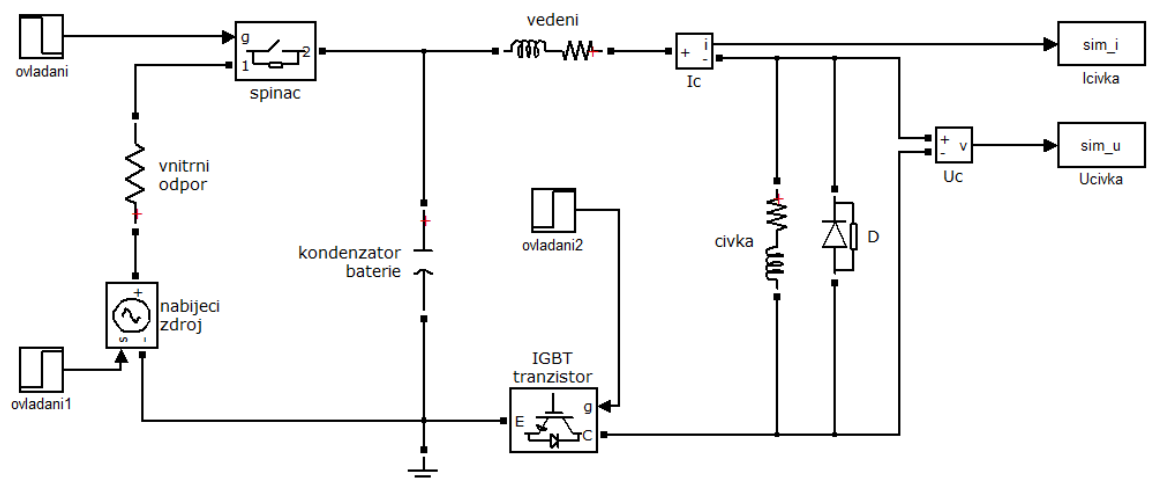 ovladani
g
1
2
spinac
vedeni
+
i
-
Ic
sim_i
Icivka
vnitrni
odpor
+
-
v
Uc
sim_u
Ucivka
ovladani2
kondenzator
baterie
civka
D
+
s
-
nabijeci
zdroj
ovladani1
IGBT
tranzistor
g
E
C